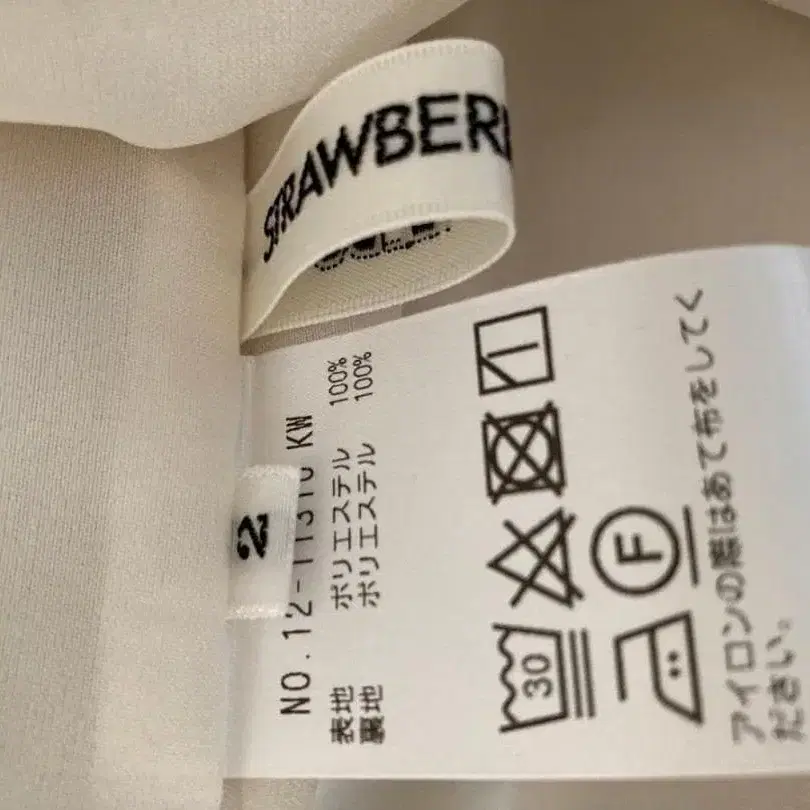 STRAWBER
2
NO.12-11310 KW
表地 ポリエステル 100%
裏地 ポリエステル 100%
30
F
アイロンの際はあて布をしてく
ださい。